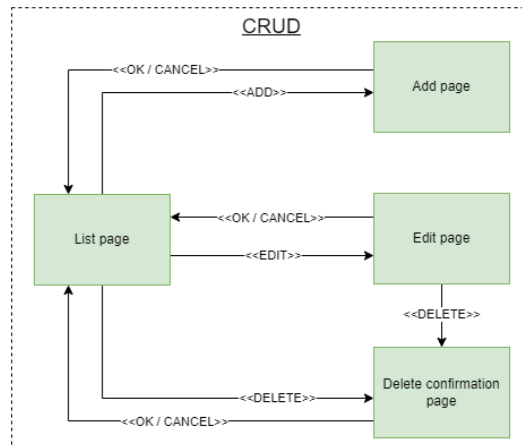 CRUD
<<OK / CANCEL>>
Add page
<<ADD>>
<<OK / CANCEL>>
List page
Edit page
<<EDIT>>
<<DELETE>>
Delete confirmation
page
<<DELETE>>
<<OK / CANCEL>>